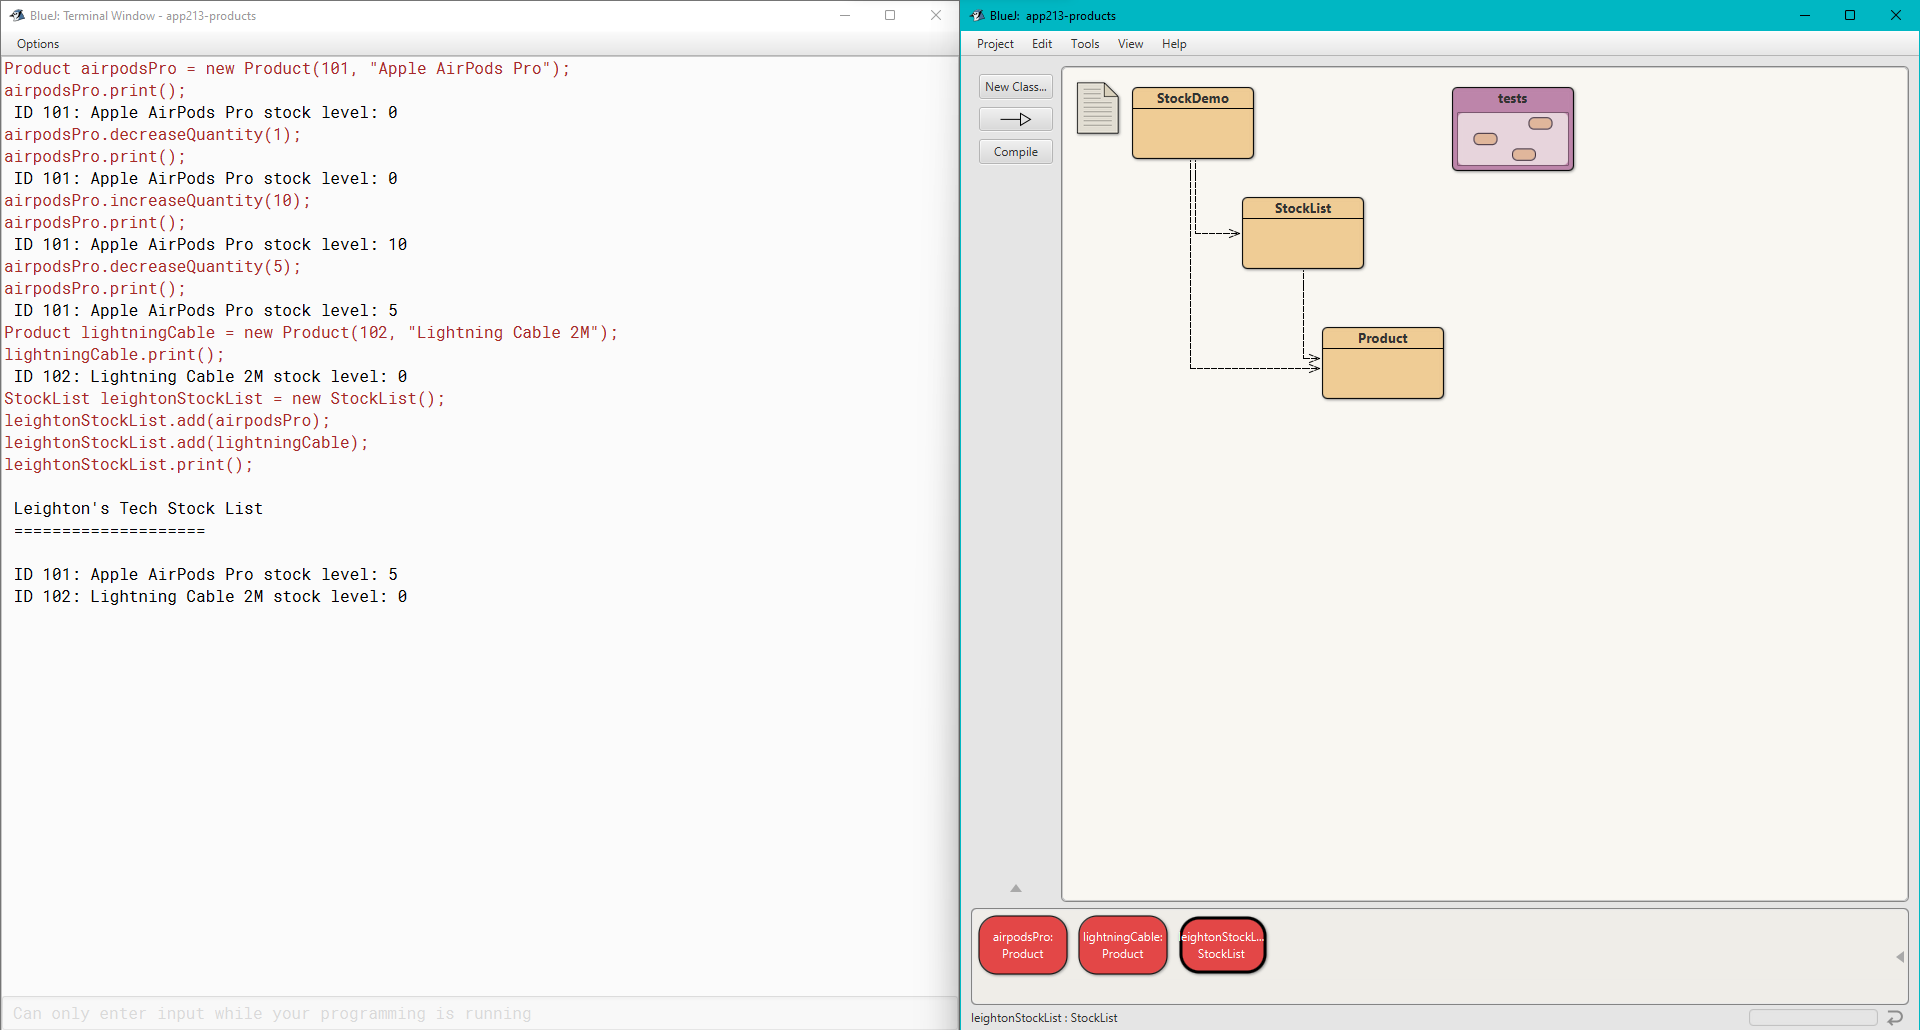 BlueJ: Terminal Window - app213-products
Options
Product airpodsPro = new Product(101, "Apple AirPods Pro");
airpodsPro.print();
ID 101: Apple AirPods Pro stock level: 0
airpodsPro.decreaseQuantity(1);
airpodsPro.print();
ID 101: Apple AirPods Pro stock level: 0
airpodsPro.increaseQuantity(10);
airpodsPro.print();
ID 101: Apple AirPods Pro stock level: 10
airpodsPro.decreaseQuantity(5);
airpodsPro.print();
ID 101: Apple AirPods Pro stock level: 5
Product lightningCable = new Product(102, "Lightning Cable 2M");
lightningCable.print();
ID 102: Lightning Cable 2M stock level: 0
StockList leightonStockList = new StockList();
leightonStockList.add(airpodsPro);
leightonStockList.add(lightningCable);
leightonStockList.print();
Leighton's Tech Stock List
====================
ID 101: Apple AirPods Pro stock level: 5
ID 102: Lightning Cable 2M stock level: 0
Can only enter input while your programming is running
BlueJ: app213-products
Project Edit Tools View Help
New Class...
Compile
StockDemo
tests
StockList
Product
airpodsPro:
Product
lightningCable:
Product
eightonStockL...
StockList
leightonStockList : StockList